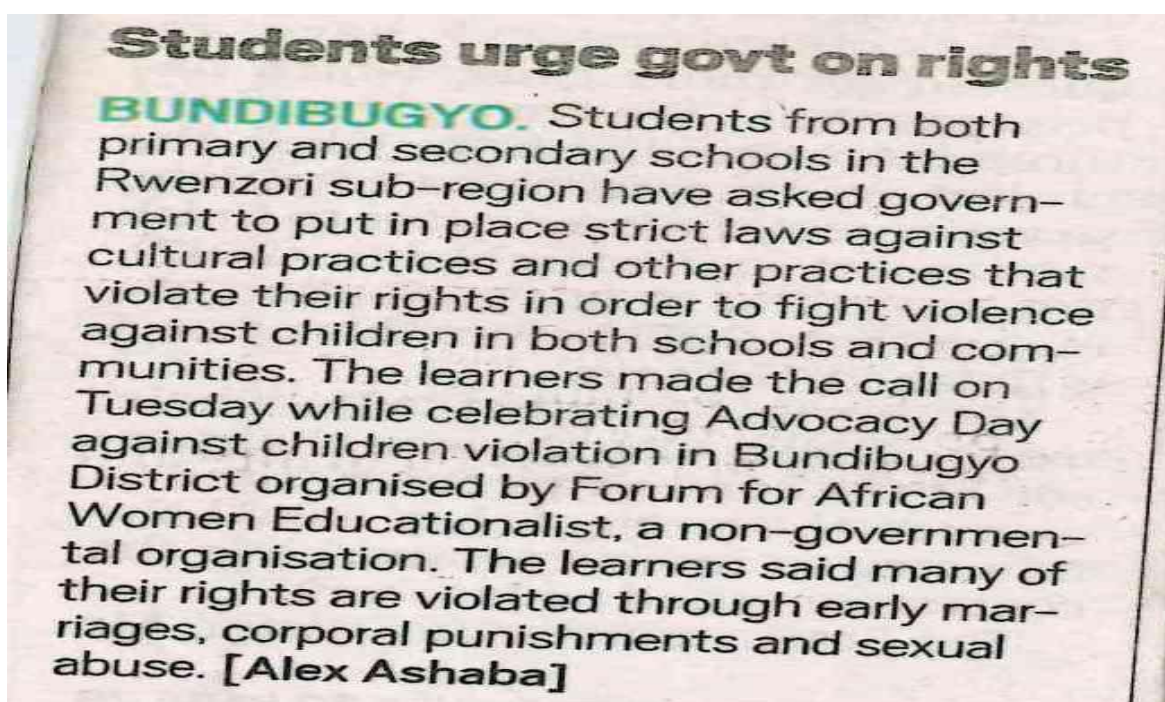 Students urge govt on rights
BUNDIBUGYO. Students from both
primary and secondary schools in the
Rwenzori sub-region have asked govern-
ment to put in place strict laws against
cultural practices and other practices that
violate their rights in order to fight violence
against children in both schools and com-
munities. The learners made the call on
Tuesday while celebrating Advocacy Day
against children violation in Bundibugyo
District organised by Forum for African
Women Educationalist, a non-governmen-
tal organisation. The learners said many of
their rights are violated through early mar-
riages, corporal punishments and sexual
abuse. [Alex Ashaba]